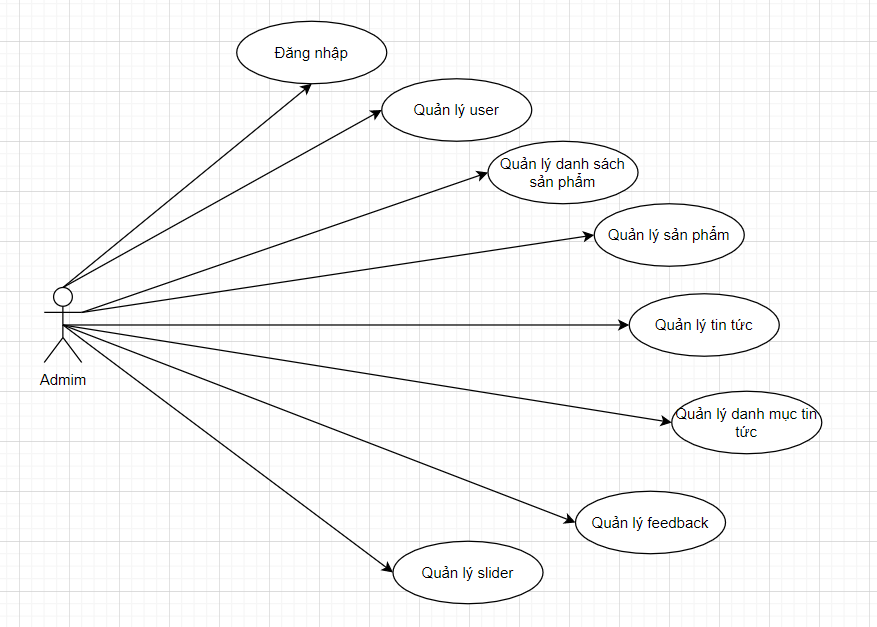 Đăng nhập
Quản lý user
Quản lý danh sách
sản phẩm
Quản lý sản phẩm
Quản lý tin tức
Admim
Quản lý danh mục tin
tức
Quản lý feedback
Quản lý slider